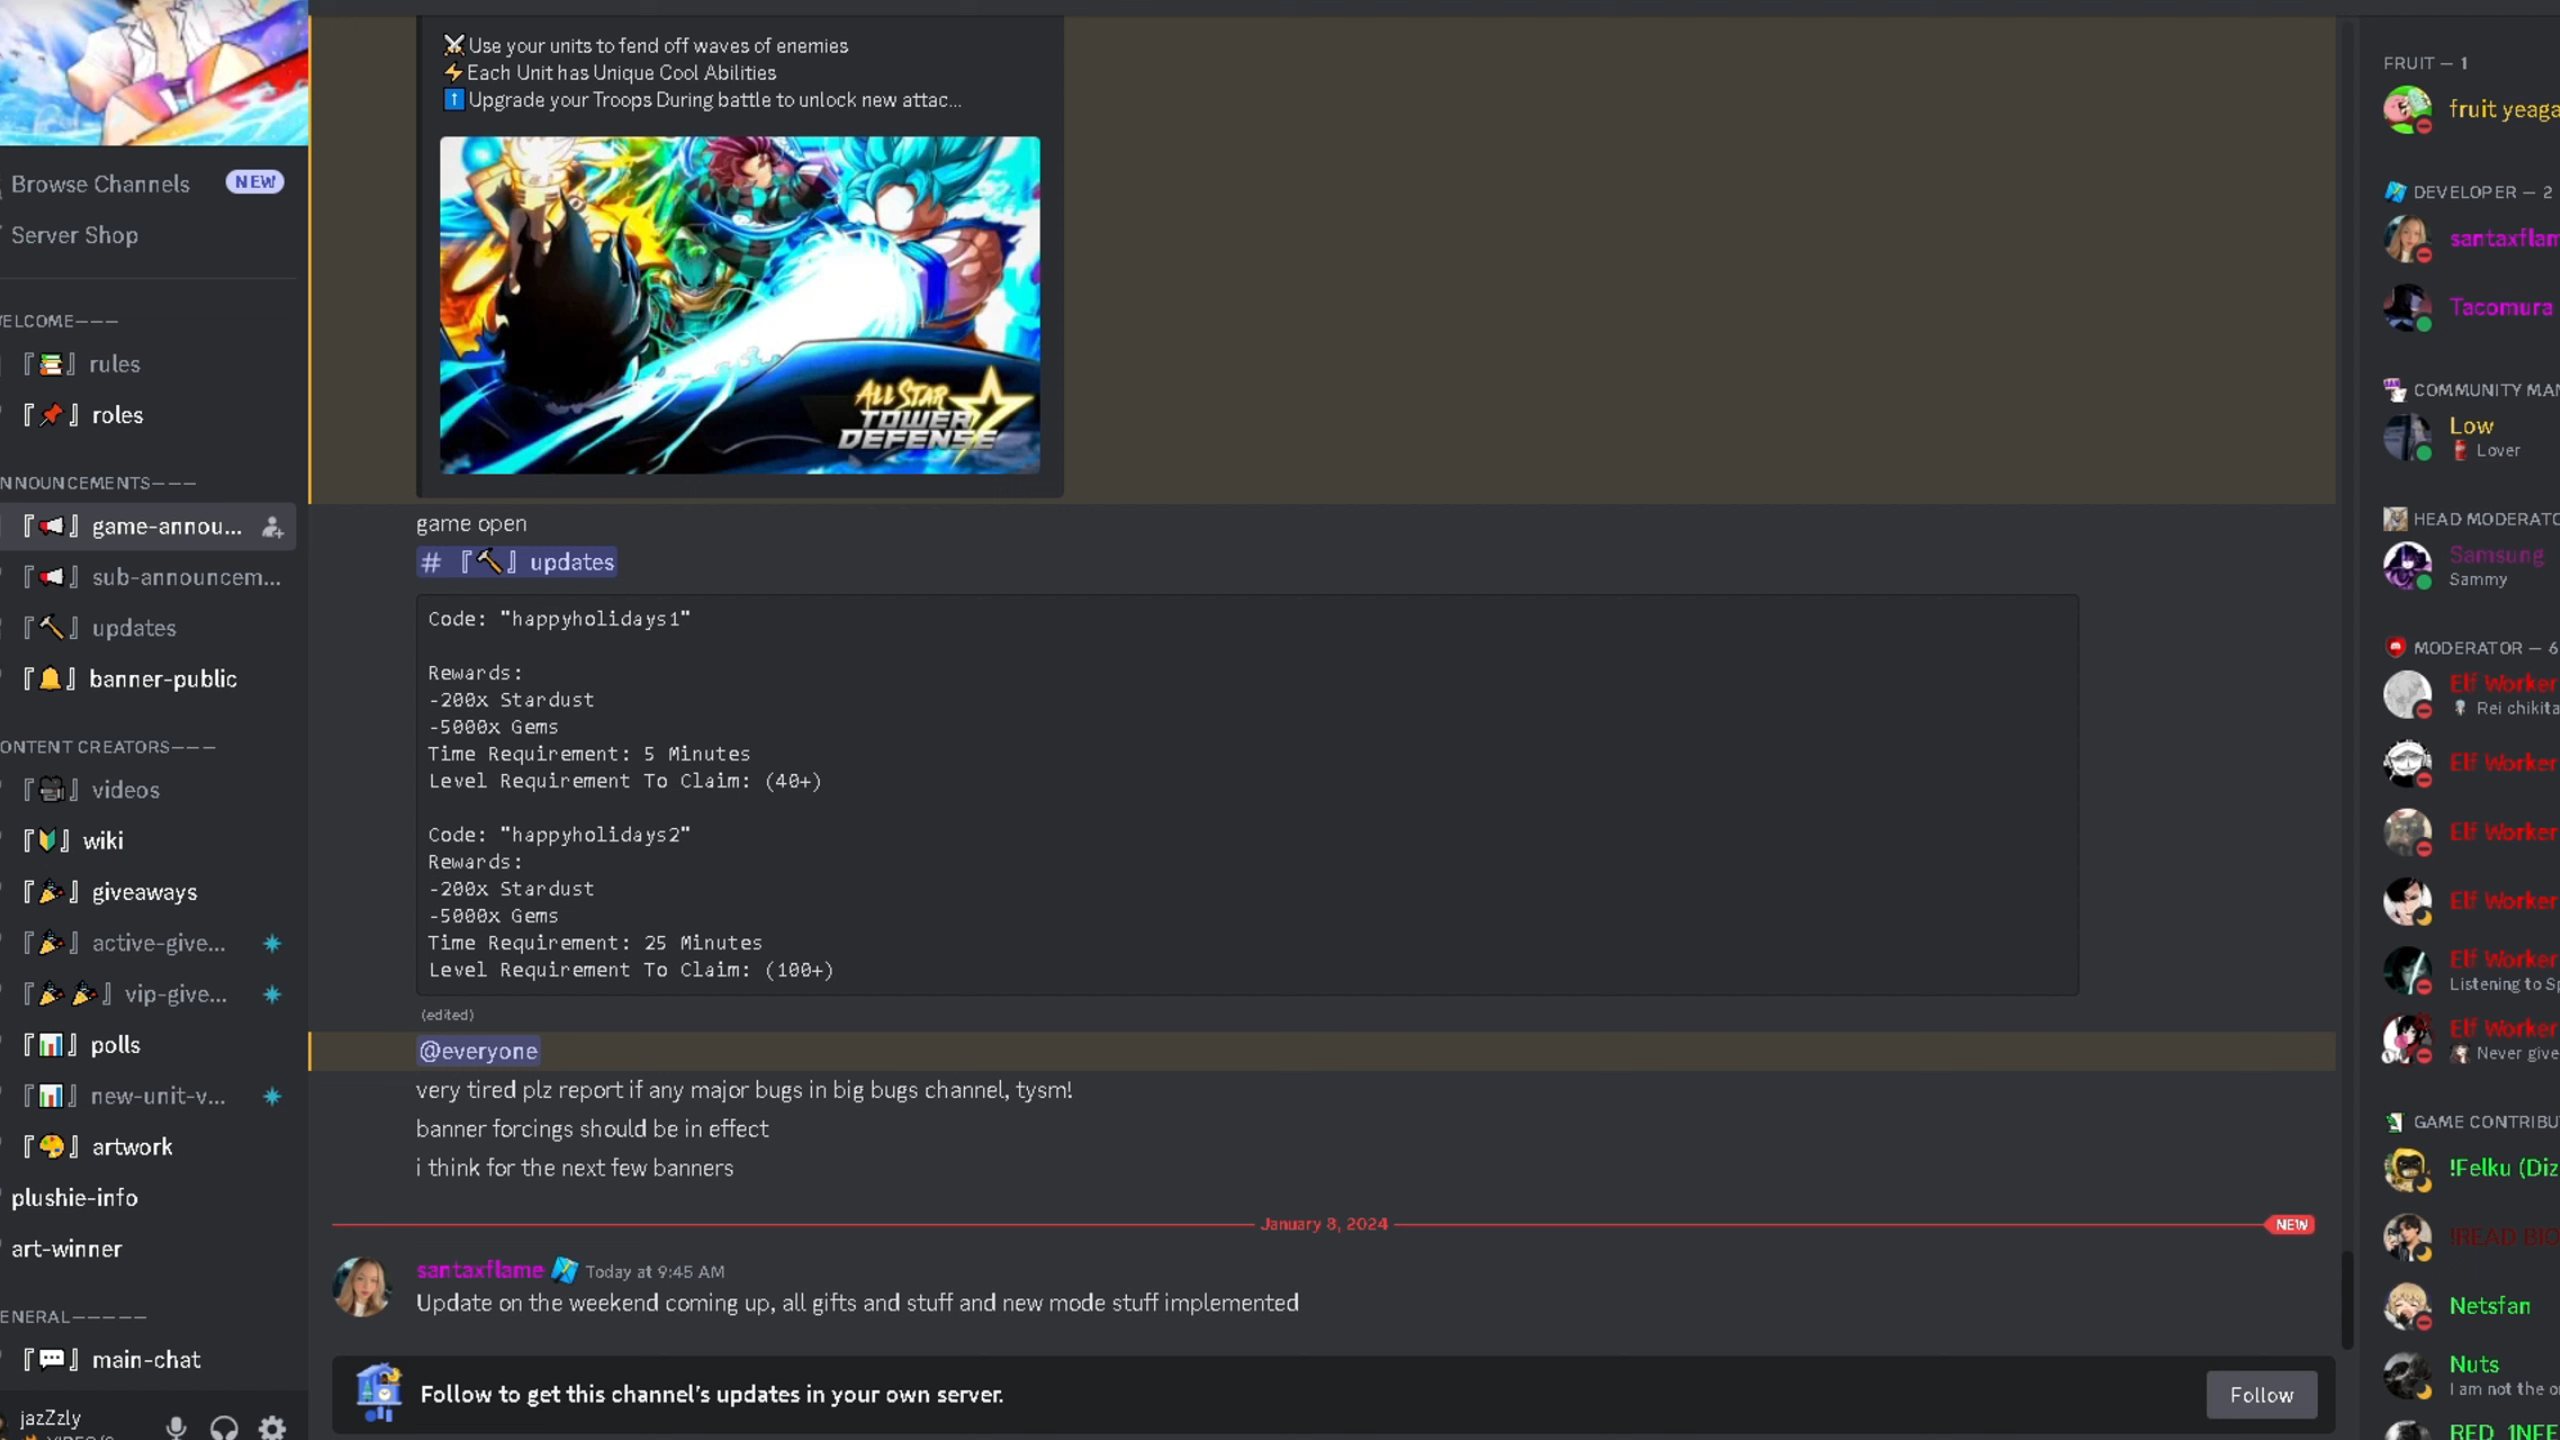 Browse Channels NEW
Server Shop
ELCOME———
『📚』 rules
『📌』 roles
NNOUNCEMENTS———
『📢』 game-annou...
『📢』 sub-announcem...
『🔨』 updates
『🔔』 banner-public
ONTENT CREATORS———
『🎥』 videos
『🔰』 wiki
『🎉』 giveaways
『🎉』 active-give...
『🎉🎉』 vip-give...
『📊』 polls
『📊』 new-unit-v...
『🎨』 artwork
plushie-info
art-winner
ENERAL—————
『💬』 main-chat
jazZzly
⚔️Use your units to fend off waves of enemies
⚡Each Unit has Unique Cool Abilities
⬆️Upgrade your Troops During battle to unlock new attac...
ALL STAR
TOWER
DEFENSE
game open
# 『🔨』 updates
Code: "happyholidays1"
Rewards:
-200x Stardust
-5000x Gems
Time Requirement: 5 Minutes
Level Requirement To Claim: (40+)
Code: "happyholidays2"
Rewards:
-200x Stardust
-5000x Gems
Time Requirement: 25 Minutes
Level Requirement To Claim: (100+)
(edited)
@everyone
very tired plz report if any major bugs in big bugs channel, tysm!
banner forcings should be in effect
i think for the next few banners
January 8, 2024 NEW
santaxflame Today at 9:45 AM
Update on the weekend coming up, all gifts and stuff and new mode stuff implemented
Follow to get this channel's updates in your own server.
Follow
FRUIT — 1
fruit yeaga
DEVELOPER — 2
santaxflam
Tacomura
COMMUNITY MAN
Low
Lover
HEAD MODERATO
Samsung
Sammy
MODERATOR — 6
Elf Worker
Rei chikita
Elf Worker
Elf Worker
Elf Worker
Elf Worker
Listening to Sp
Elf Worker
Never give
GAME CONTRIBU
!Felku (Diz
!READ BIO
Netsfan
Nuts
I am not the o
RED_1NEE